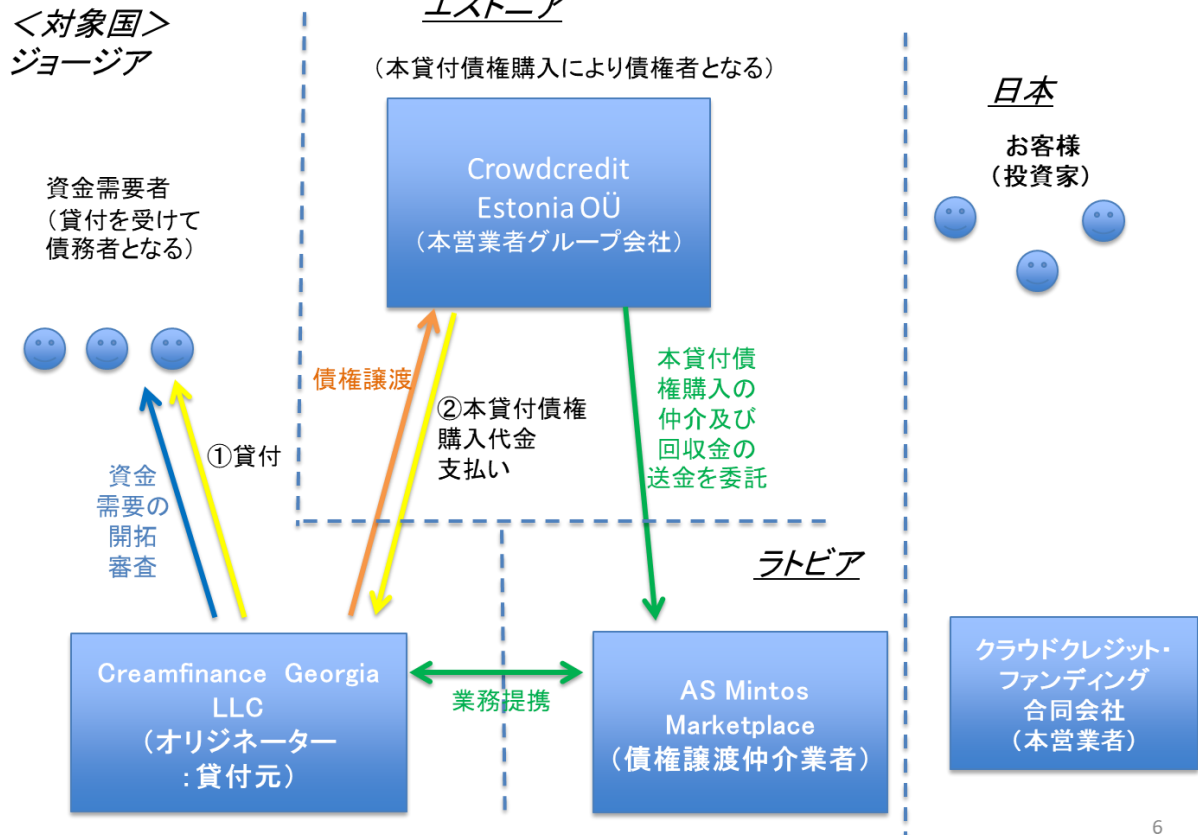 ＜対象国＞
ジョージア
エストニア
（本貸付債権購入により債権者となる）
日本
お客様
（投資家）
Crowdcredit
Estonia OÜ
（本営業者グループ会社）
資金需要者
（貸付を受けて
債務者となる）
債権譲渡
②本貸付債権
購入代金
支払い
本貸付債
権購入の
仲介及び
回収金の
送金を委託
①貸付
資金
需要の
開拓
審査
ラトビア
Creamfinance Georgia
LLC
（オリジネーター
：貸付元）
業務提携
AS Mintos
Marketplace
（債権譲渡仲介業者）
クラウドクレジット・
ファンディング
合同会社
（本営業者）
6